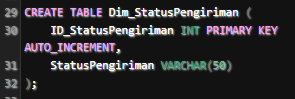 29 CREATE TABLE Dim_StatusPengiriman (
30 ID_StatusPengiriman INT PRIMARY KEY
AUTO_INCREMENT,
31 StatusPengiriman VARCHAR(50)
32 );